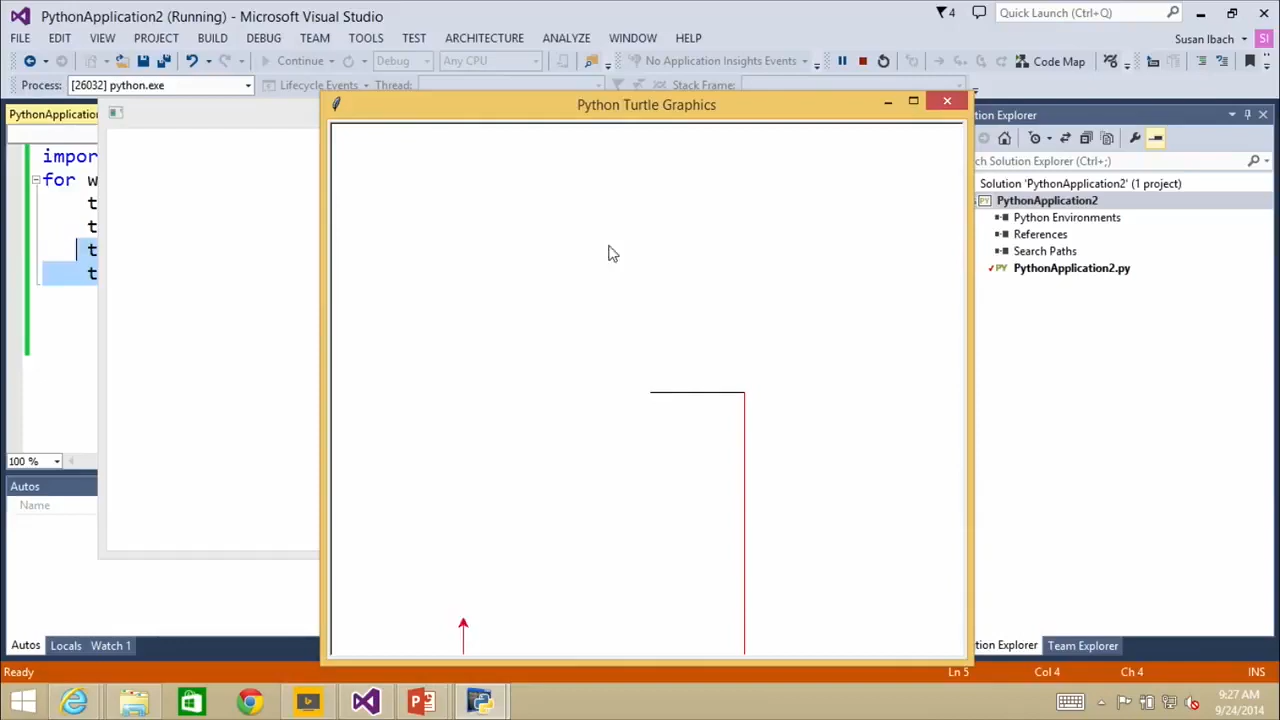 PythonApplication2 (Running) - Microsoft Visual Studio
4
Quick Launch (Ctrl+Q)
FILE EDIT VIEW PROJECT BUILD DEBUG TEAM TOOLS TEST ARCHITECTURE ANALYZE WINDOW HELP
Susan Ibach SI
Continue Debug Any CPU No Application Insights Events Code Map
Process: [26032] python.exe Lifecycle Events Thread: Stack Frame:
Python Turtle Graphics
PythonApplication
tion Explorer
ch Solution Explorer (Ctrl+;)
impor
for w
t
t
t
t
Solution 'PythonApplication2' (1 project)
PY PythonApplication2
Python Environments
References
Search Paths
PY PythonApplication2.py
100 %
Autos
Name
Autos Locals Watch 1
tion Explorer Team Explorer
Ready Ln 5 Col 4 Ch 4 INS
9:27 AM
9/24/2014